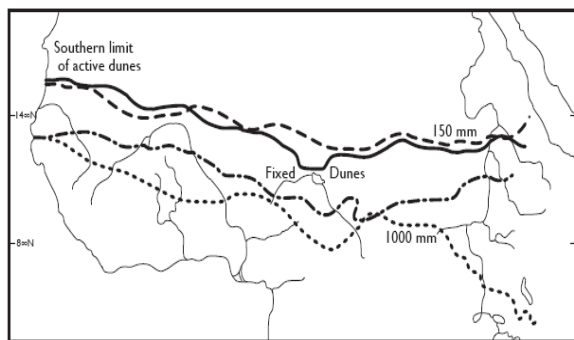 Southern limit
of active dunes
14∞N
150 mm
Fixed Dunes
1000 mm
8∞N